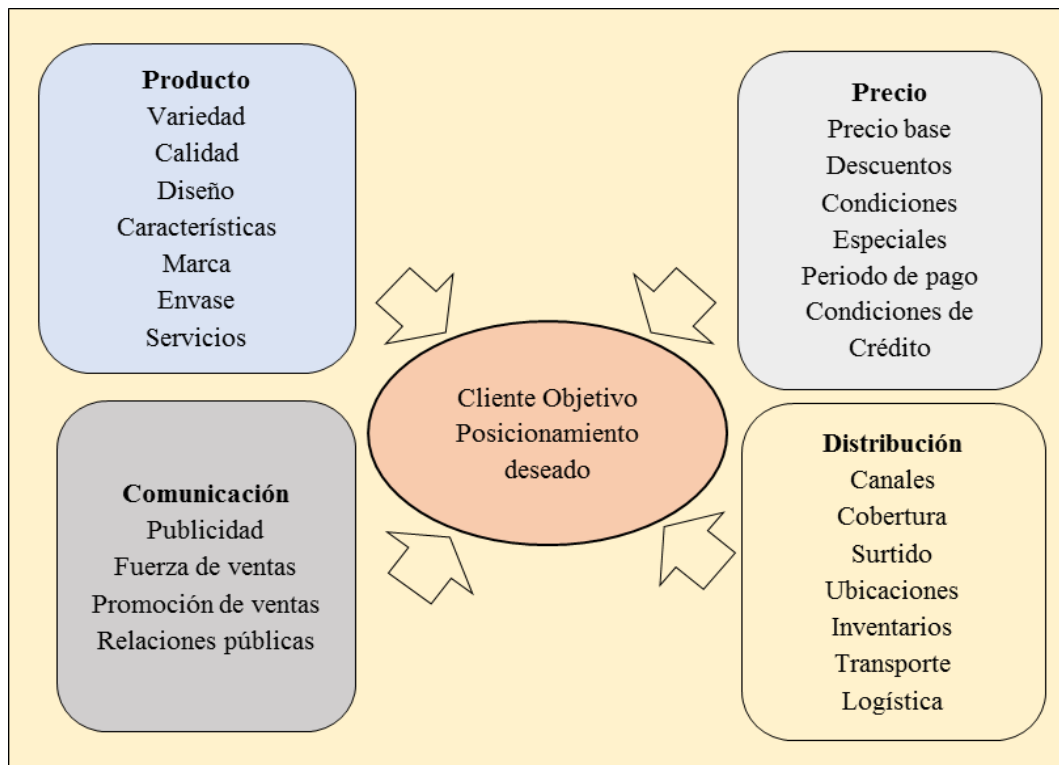 Producto
Variedad
Calidad
Diseño
Características
Marca
Envase
Servicios
Precio
Precio base
Descuentos
Condiciones
Especiales
Periodo de pago
Condiciones de
Crédito
Cliente Objetivo
Posicionamiento
deseado
Comunicación
Publicidad
Fuerza de ventas
Promoción de ventas
Relaciones públicas
Distribución
Canales
Cobertura
Surtido
Ubicaciones
Inventarios
Transporte
Logística